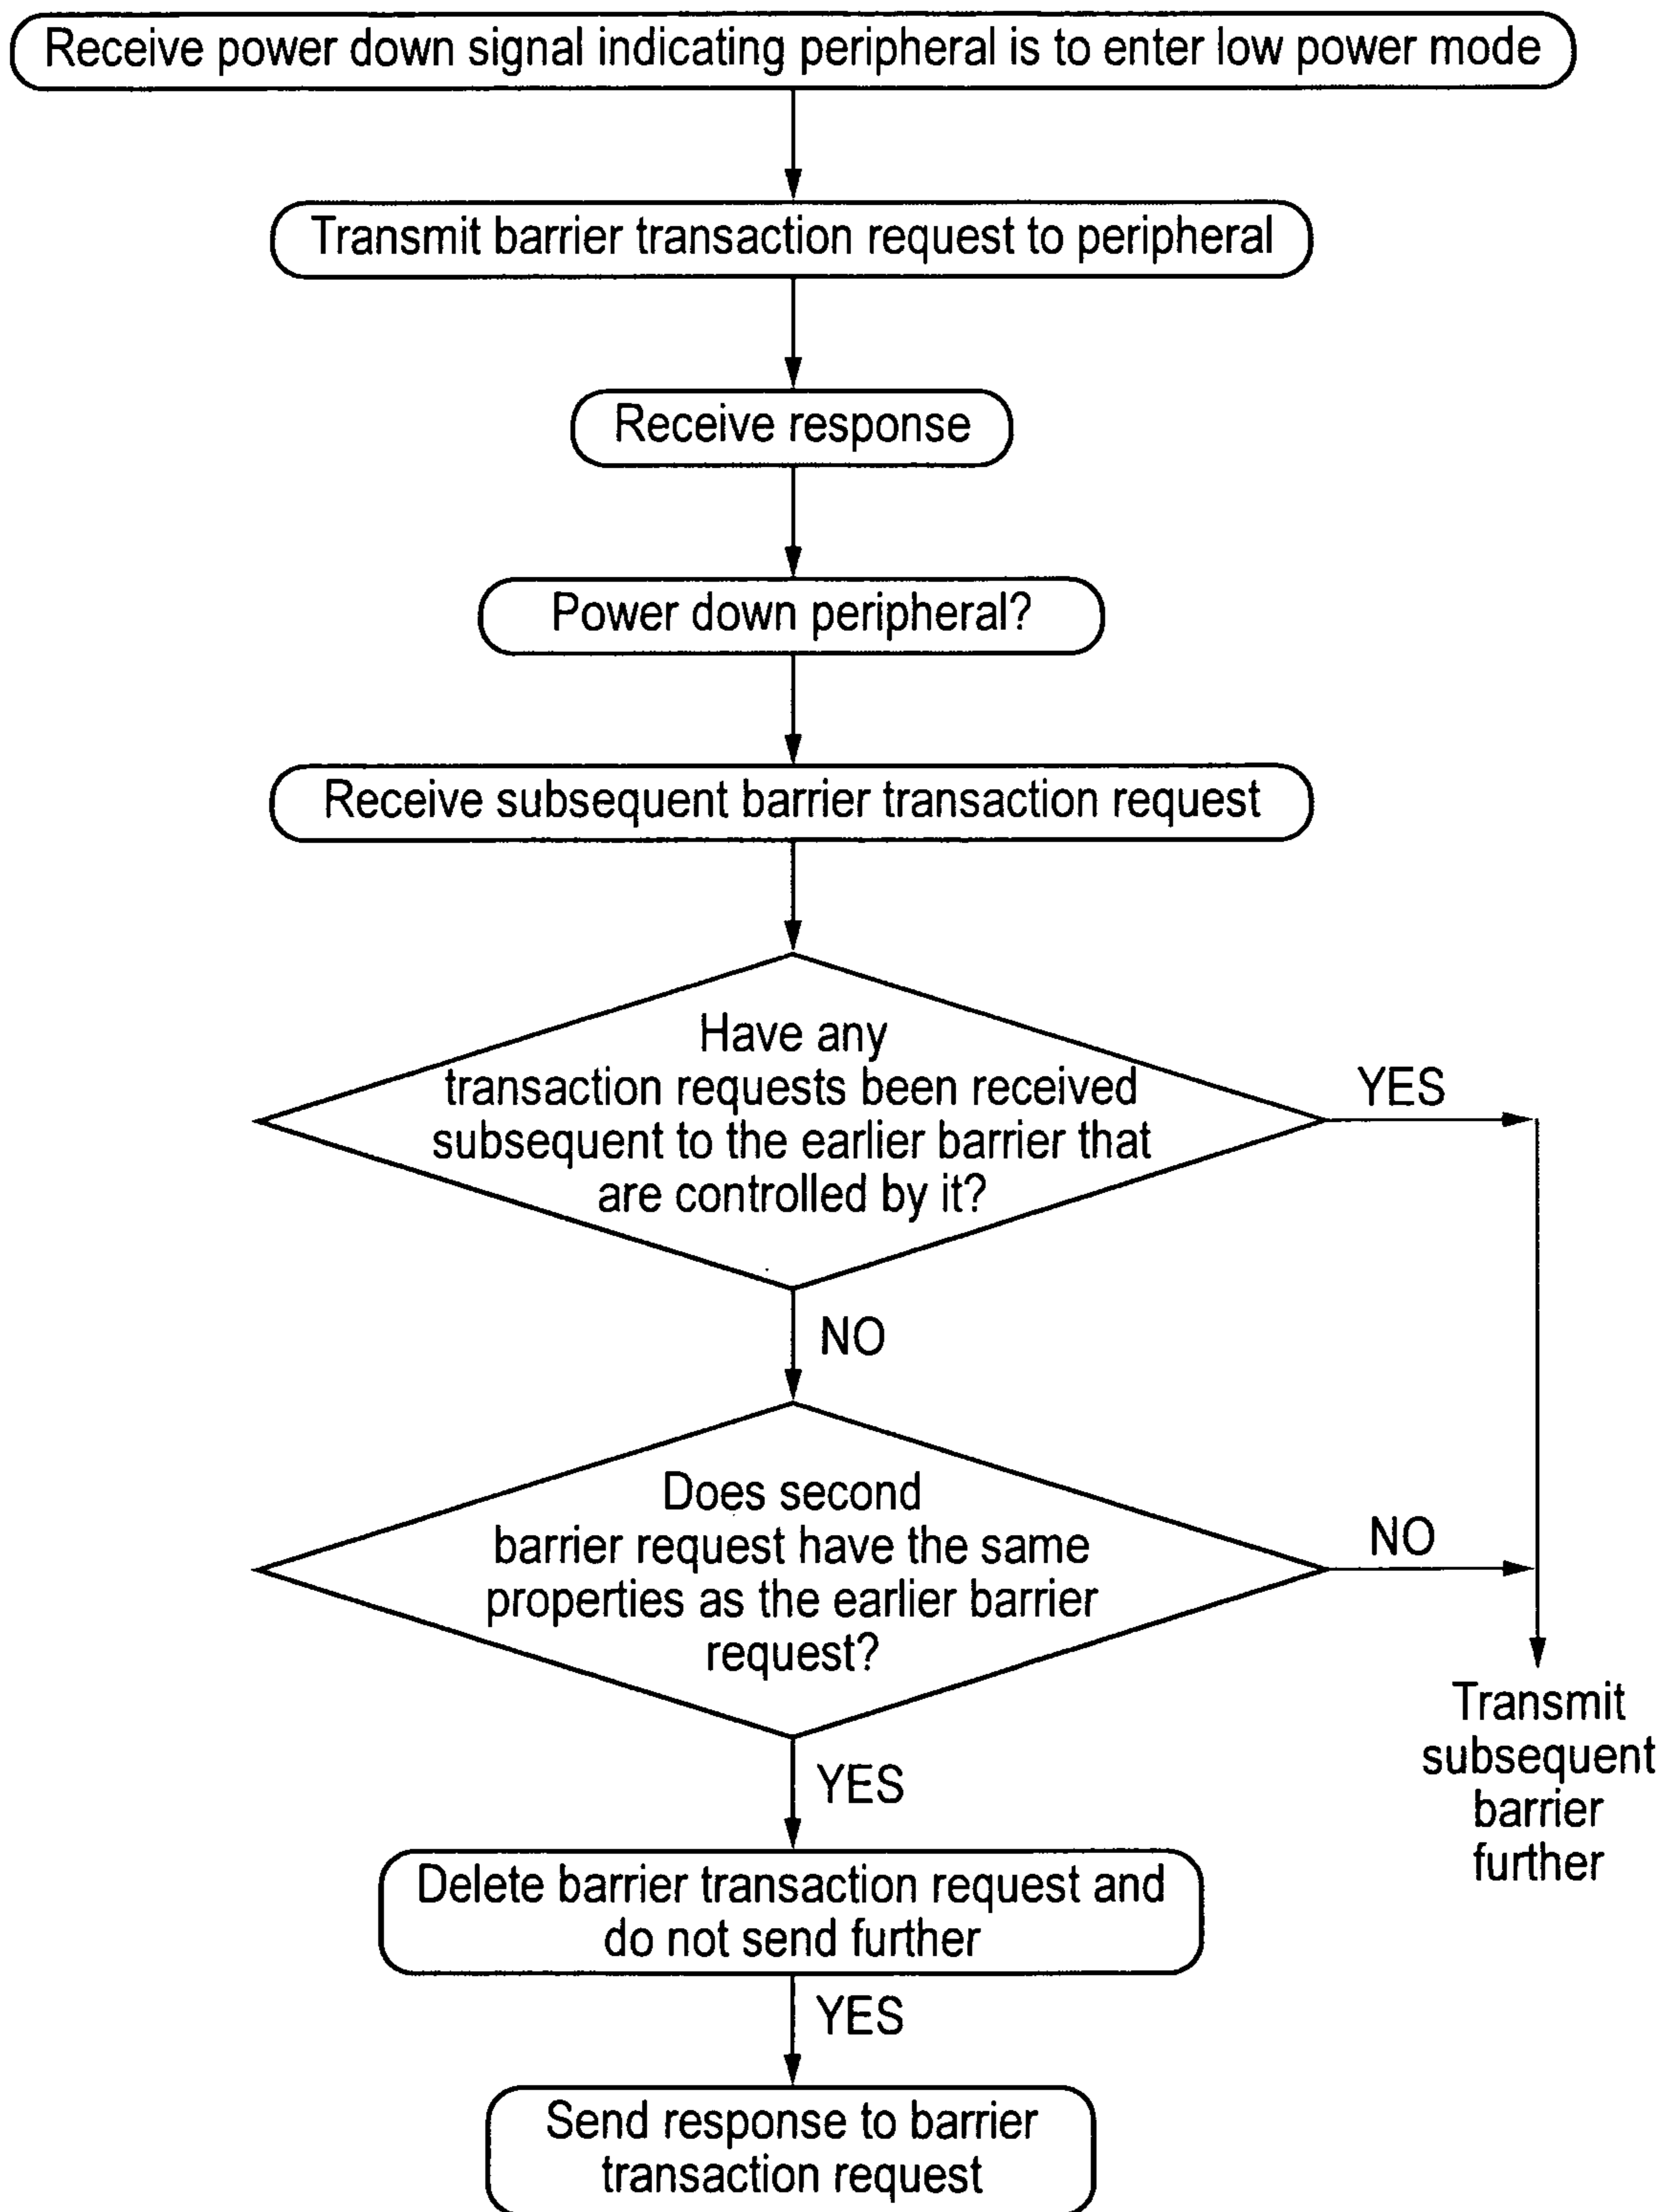 Receive power down signal indicating peripheral is to enter low power mode
Transmit barrier transaction request to peripheral
Receive response
Power down peripheral?
Receive subsequent barrier transaction request
Have any
transaction requests been received
subsequent to the earlier barrier that
are controlled by it?
YES
NO
Does second
barrier request have the same
properties as the earlier barrier
request?
NO
Transmit
subsequent
barrier
further
YES
Delete barrier transaction request and
do not send further
YES
Send response to barrier
transaction request